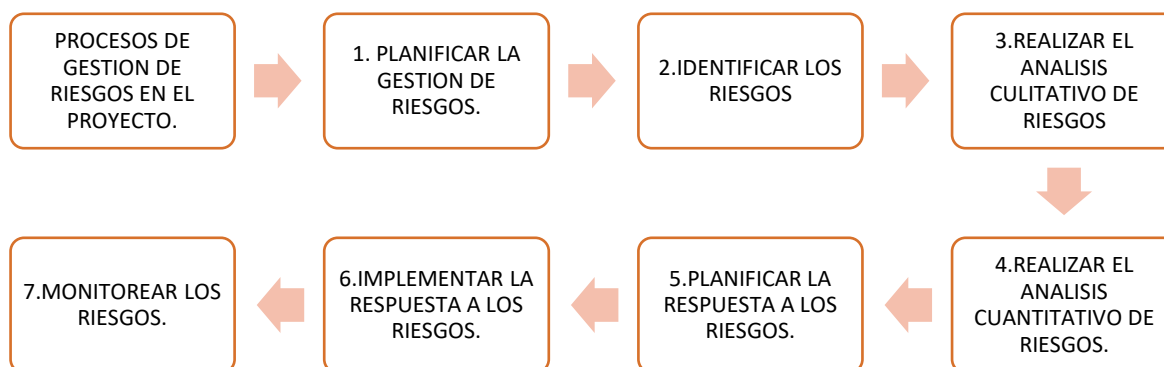 PROCESOS DE
GESTION DE
RIESGOS EN EL
PROYECTO.
1. PLANIFICAR LA
GESTION DE
RIESGOS.
2.IDENTIFICAR LOS
RIESGOS
3.REALIZAR EL
ANALISIS
CULITATIVO DE
RIESGOS
4.REALIZAR EL
ANALISIS
CUANTITATIVO DE
RIESGOS.
5.PLANIFICAR LA
RESPUESTA A LOS
RIESGOS.
6.IMPLEMENTAR LA
RESPUESTA A LOS
RIESGOS.
7.MONITOREAR LOS
RIESGOS.